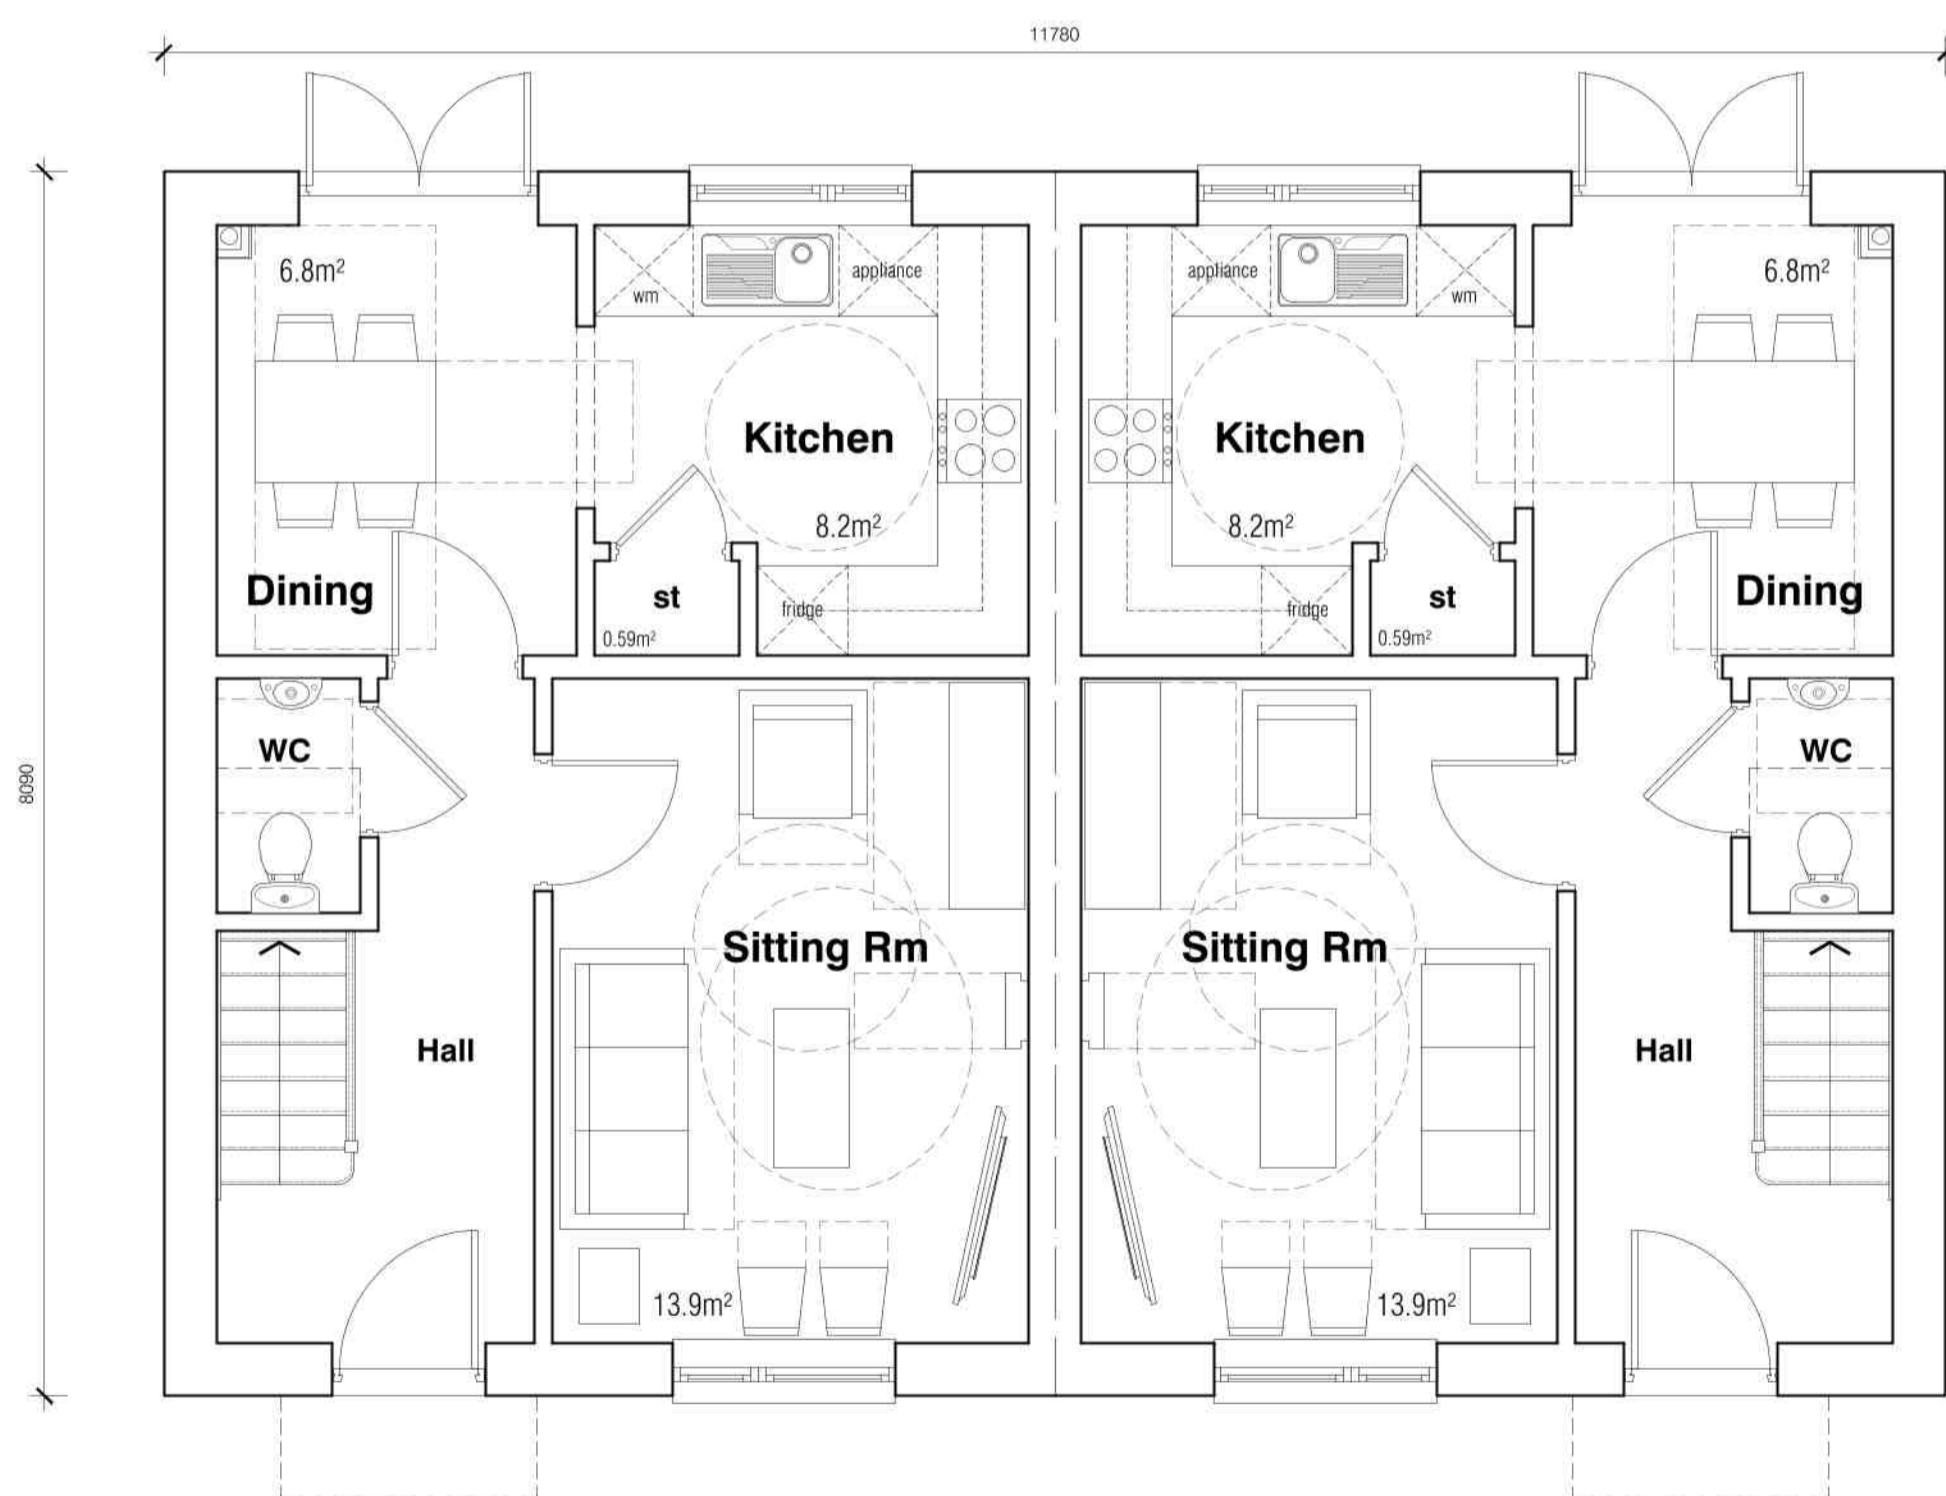 11780
6.8m²
appliance
wm
appliance
wm
6.8m²
Kitchen
Kitchen
8.2m²
8.2m²
Dining
st
fridge
fridge
st
Dining
0.59m²
0.59m²
WC
WC
8090
Sitting Rm
Sitting Rm
Hall
Hall
13.9m²
13.9m²